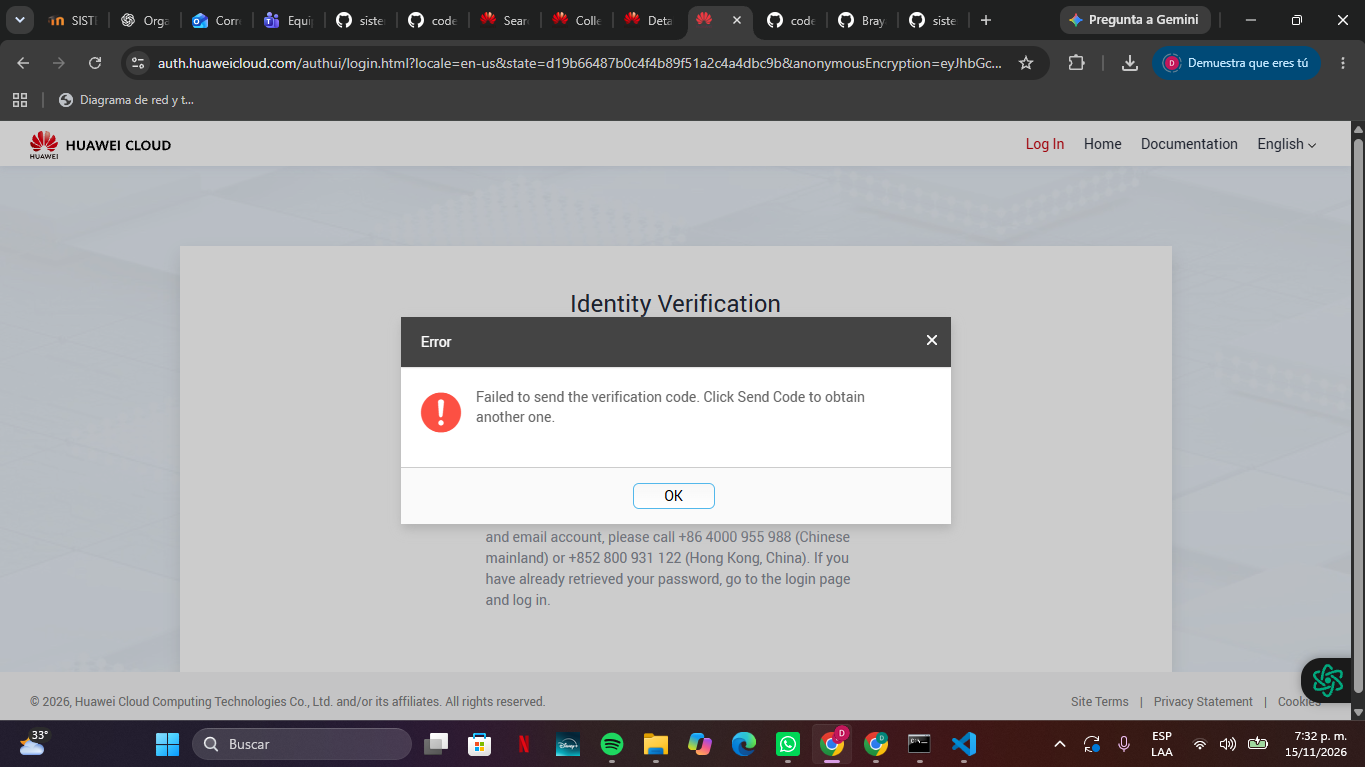 SISTE
Orga
Corre
Equip
sister
code
Sear
Colle
Deta
code
Bray
siste
Pregunta a Gemini
auth.huaweicloud.com/authui/login.html?locale=en-us&state=d19b66487b0c4f4b89f51a2c4a4dbc9b&anonymousEncryption=eyJhbGc...
D
Demuestra que eres tú
Diagrama de red y t...
HUAWEI
HUAWEI CLOUD
Log In
Home
Documentation
English
Identity Verification
Error
Failed to send the verification code. Click Send Code to obtain
another one.
OK
and email account, please call +86 4000 955 988 (Chinese
mainland) or +852 800 931 122 (Hong Kong, China). If you
have already retrieved your password, go to the login page
and log in.
© 2026, Huawei Cloud Computing Technologies Co., Ltd. and/or its affiliates. All rights reserved.
Site Terms | Privacy Statement | Cookies
33°
Buscar
N
Disney+
D
D
ESP
LAA
7:32 p. m.
15/11/2026